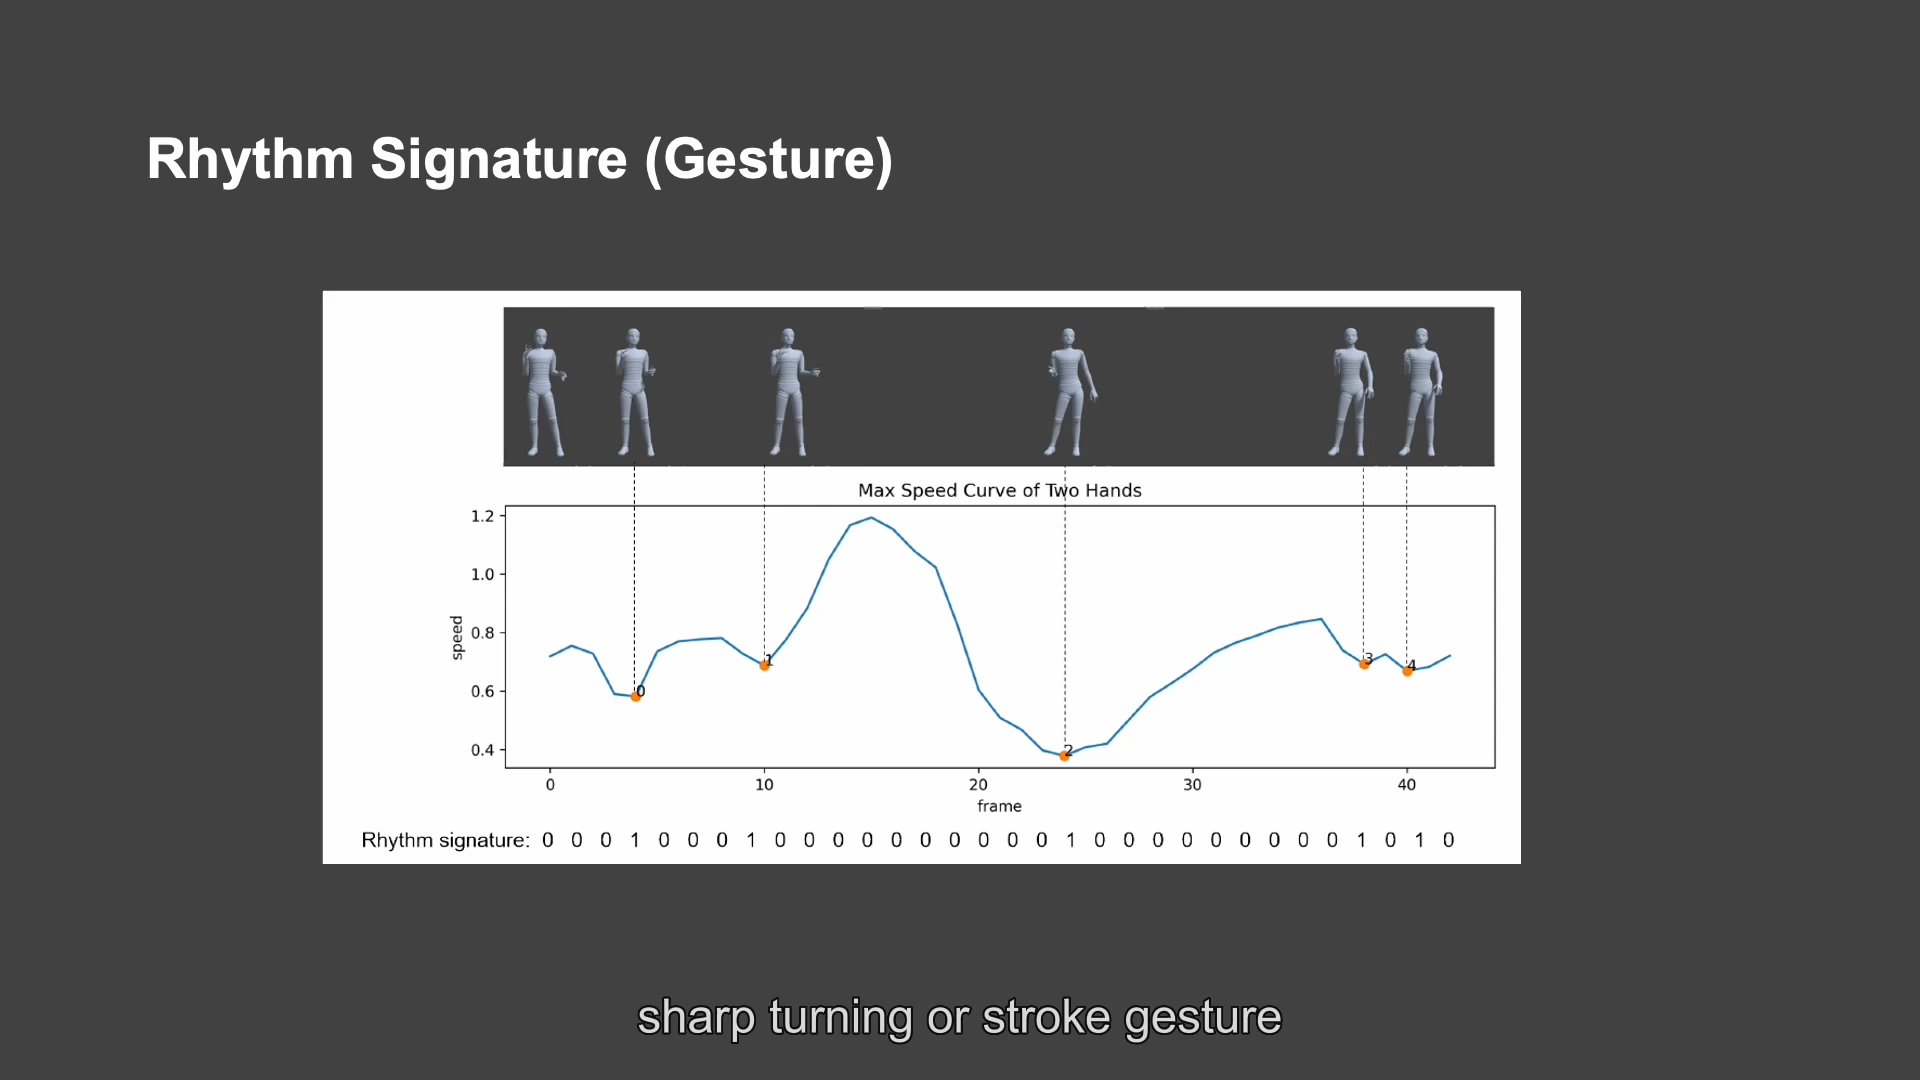 Rhythm Signature (Gesture)
Max Speed Curve of Two Hands
1.2
1.0
0.8
0.6
0.4
speed
0
1
2
3
4
0 10 20 30 40
frame
Rhythm signature: 0 0 0 1 0 0 0 1 0 0 0 0 0 0 0 0 0 0 1 0 0 0 0 0 0 0 0 0 1 0 1 0
sharp turning or stroke gesture